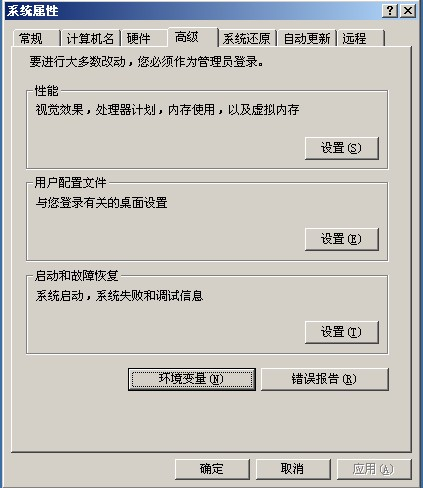 系统属性
常规 计算机名 硬件 高级 系统还原 自动更新 远程
要进行大多数改动，您必须作为管理员登录。
性能
视觉效果，处理器计划，内存使用，以及虚拟内存
设置(S)
用户配置文件
与您登录有关的桌面设置
设置(E)
启动和故障恢复
系统启动，系统失败和调试信息
设置(T)
环境变量(N) 错误报告(R)
确定 取消 应用(A)